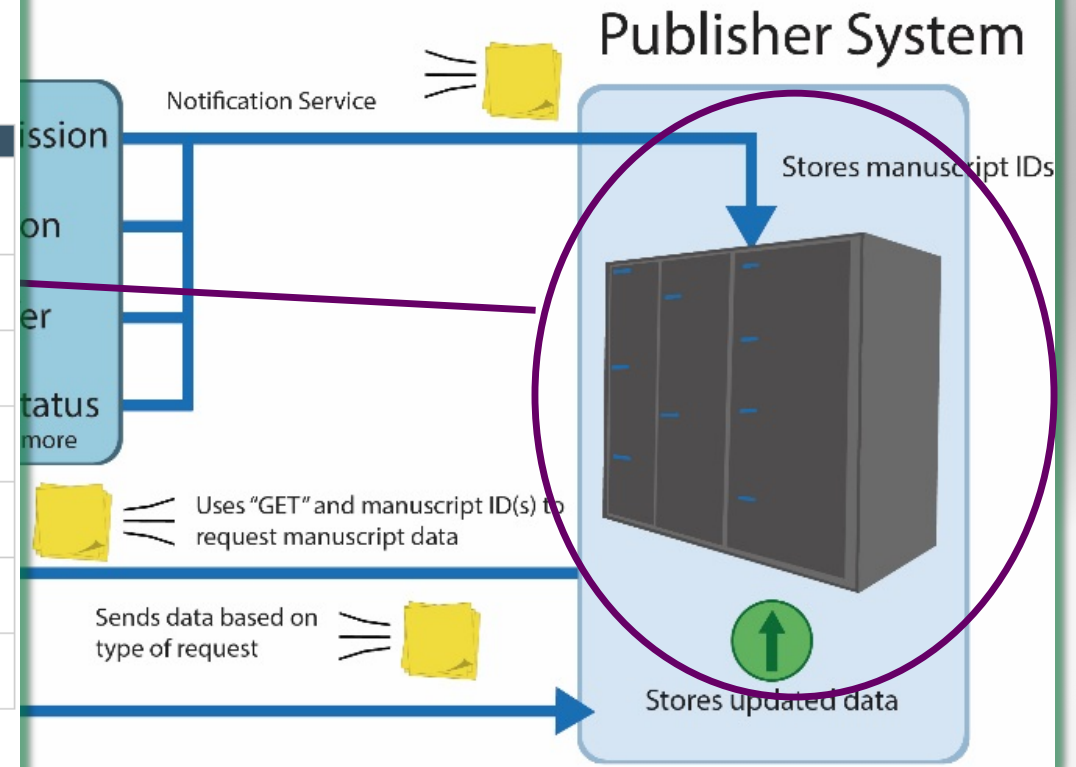 Publisher System
Notification Service
ission
Stores manuscript IDs
on
er
tatus
more
Uses “GET” and manuscript ID(s) to
request manuscript data
Sends data based on
type of request
Stores updated data